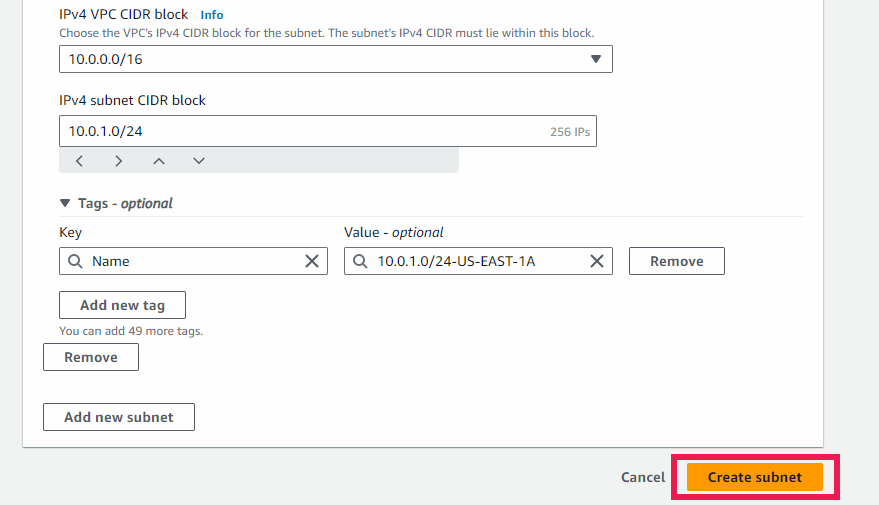 IPv4 VPC CIDR block Info
Choose the VPC's IPv4 CIDR block for the subnet. The subnet's IPv4 CIDR must lie within this block.
10.0.0.0/16
IPv4 subnet CIDR block
10.0.1.0/24 256 IPs
Tags - optional
Key Value - optional
Name 10.0.1.0/24-US-EAST-1A Remove
Add new tag
You can add 49 more tags.
Remove
Add new subnet
Cancel Create subnet